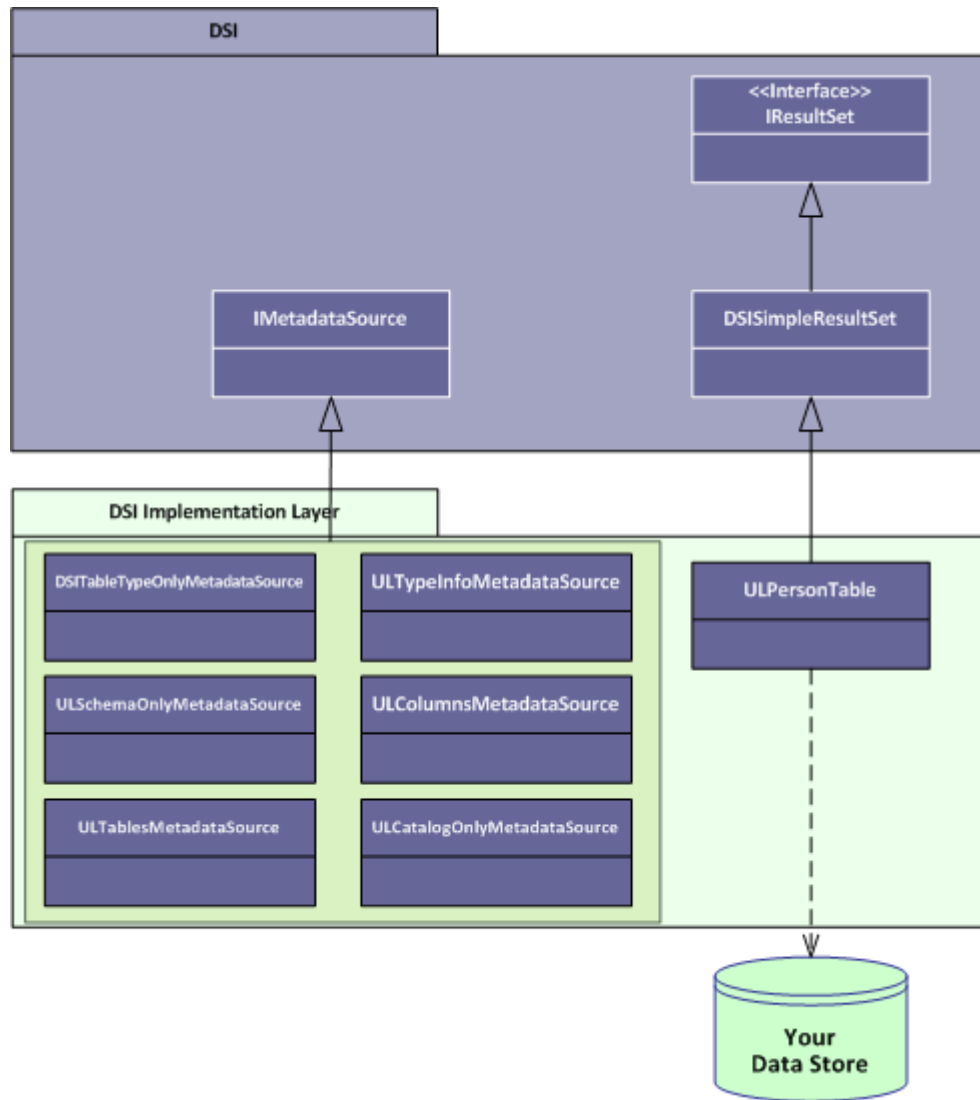 DSI
<<Interface>>
IResultSet
IMetadataSource
DSISimpleResultSet
DSI Implementation Layer
DSITableTypeOnlyMetadataSource
ULTypeInfoMetadataSource
ULPersonTable
ULSchemaOnlyMetadataSource
ULColumnsMetadataSource
ULTablesMetadataSource
ULCatalogOnlyMetadataSource
Your
Data Store